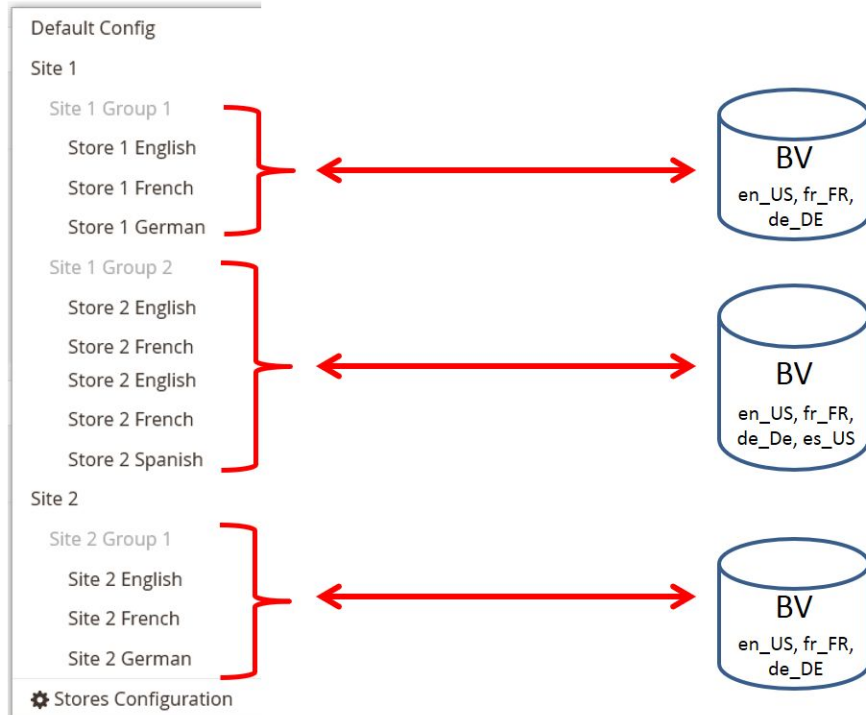 Default Config
Site 1
Site 1 Group 1
Store 1 English
Store 1 French
Store 1 German
Site 1 Group 2
Store 2 English
Store 2 French
Store 2 English
Store 2 French
Store 2 Spanish
Site 2
Site 2 Group 1
Site 2 English
Site 2 French
Site 2 German
Stores Configuration
BV
en_US, fr_FR,
de_DE
BV
en_US, fr_FR,
de_De, es_US
BV
en_US, fr_FR,
de_DE